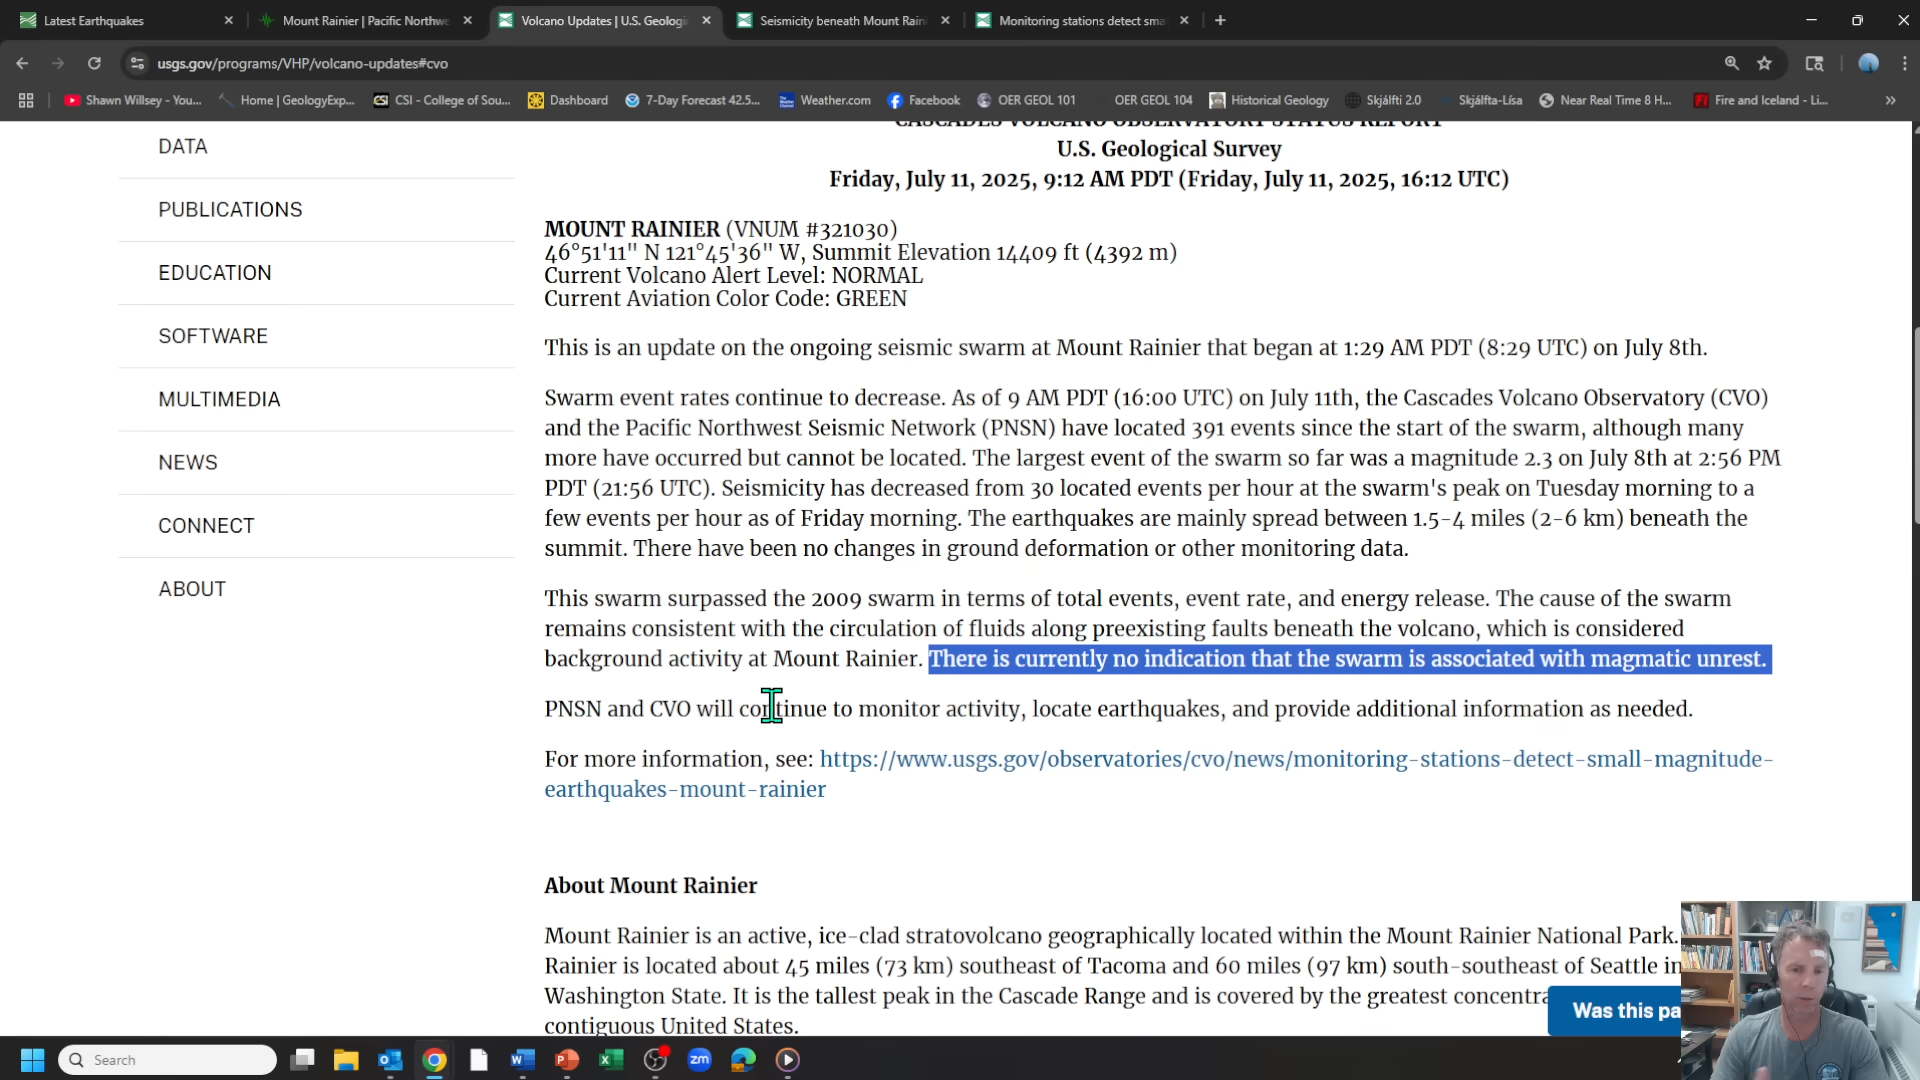 Latest Earthquakes
Mount Rainier | Pacific Northwe
Volcano Updates | U.S. Geologi
Seismicity beneath Mount Rain
Monitoring stations detect sma
usgs.gov/programs/VHP/volcano-updates#cvo
Shawn Willsey - You...
Home | GeologyExp...
CSI - College of Sou...
Dashboard
7-Day Forecast 42.5...
Weather.com
Facebook
OER GEOL 101
OER GEOL 104
Historical Geology
Skjálfti 2.0
Skjálfta-Lísa
Near Real Time 8 H...
Fire and Iceland - Li...
DATA
PUBLICATIONS
EDUCATION
SOFTWARE
MULTIMEDIA
NEWS
CONNECT
ABOUT
CASCADES VOLCANO OBSERVATORY STATUS REPORT
U.S. Geological Survey
Friday, July 11, 2025, 9:12 AM PDT (Friday, July 11, 2025, 16:12 UTC)
MOUNT RAINIER (VNUM #321030)
46°51'11" N 121°45'36" W, Summit Elevation 14409 ft (4392 m)
Current Volcano Alert Level: NORMAL
Current Aviation Color Code: GREEN
This is an update on the ongoing seismic swarm at Mount Rainier that began at 1:29 AM PDT (8:29 UTC) on July 8th.
Swarm event rates continue to decrease. As of 9 AM PDT (16:00 UTC) on July 11th, the Cascades Volcano Observatory (CVO)
and the Pacific Northwest Seismic Network (PNSN) have located 391 events since the start of the swarm, although many
more have occurred but cannot be located. The largest event of the swarm so far was a magnitude 2.3 on July 8th at 2:56 PM
PDT (21:56 UTC). Seismicity has decreased from 30 located events per hour at the swarm's peak on Tuesday morning to a
few events per hour as of Friday morning. The earthquakes are mainly spread between 1.5-4 miles (2-6 km) beneath the
summit. There have been no changes in ground deformation or other monitoring data.
This swarm surpassed the 2009 swarm in terms of total events, event rate, and energy release. The cause of the swarm
remains consistent with the circulation of fluids along preexisting faults beneath the volcano, which is considered
background activity at Mount Rainier. There is currently no indication that the swarm is associated with magmatic unrest.
PNSN and CVO will continue to monitor activity, locate earthquakes, and provide additional information as needed.
For more information, see: https://www.usgs.gov/observatories/cvo/news/monitoring-stations-detect-small-magnitude-
earthquakes-mount-rainier
About Mount Rainier
Mount Rainier is an active, ice-clad stratovolcano geographically located within the Mount Rainier National Park.
Rainier is located about 45 miles (73 km) southeast of Tacoma and 60 miles (97 km) south-southeast of Seattle in
Washington State. It is the tallest peak in the Cascade Range and is covered by the greatest concentra
contiguous United States.
Was this pa
Search
zm